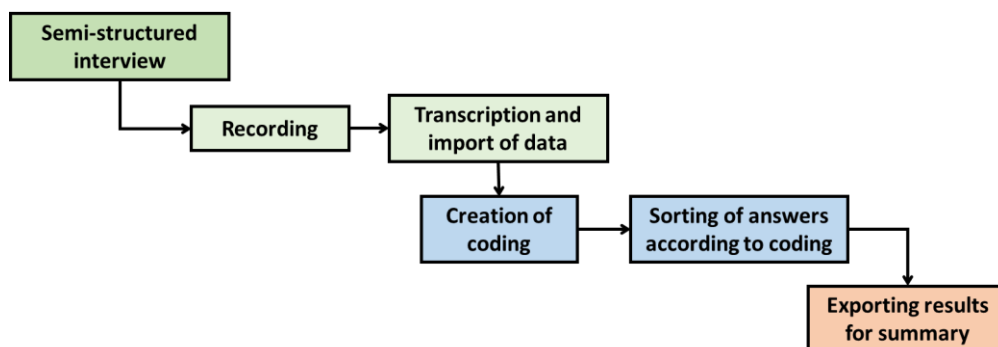 Semi-structured
interview
Recording
Transcription and
import of data
Creation of
coding
Sorting of answers
according to coding
Exporting results
for summary